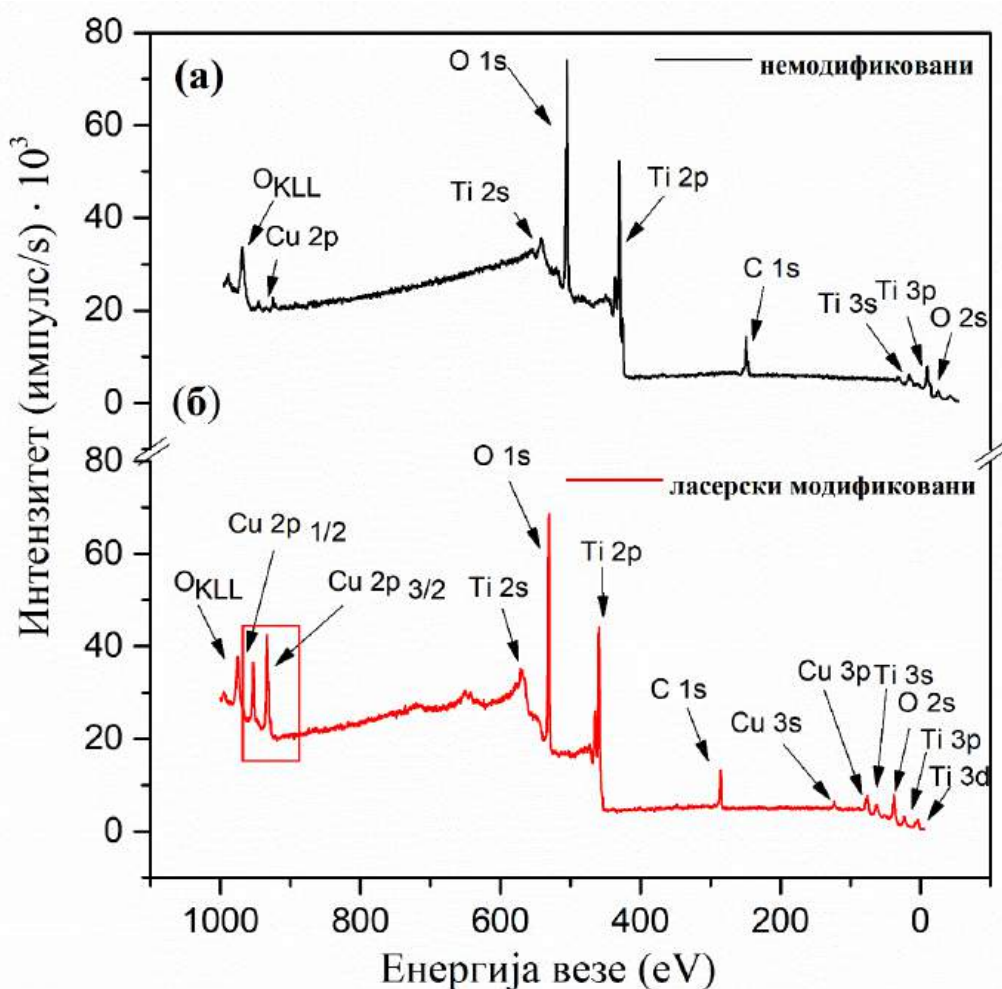 Интензитет (импулс/s) · 10³
80
60
40
20
0
(а)
немодификовани
O 1s
OKLL
Cu 2p
Ti 2s
Ti 2p
C 1s
Ti 3s
Ti 3p
O 2s
(б)
80
60
40
20
0
ласерски модификовани
O 1s
Cu 2p 1/2
OKLL
Cu 2p 3/2
Ti 2s
Ti 2p
C 1s
Cu 3s
Cu 3p
Ti 3s
O 2s
Ti 3p
Ti 3d
1000 800 600 400 200 0
Енергија везе (eV)